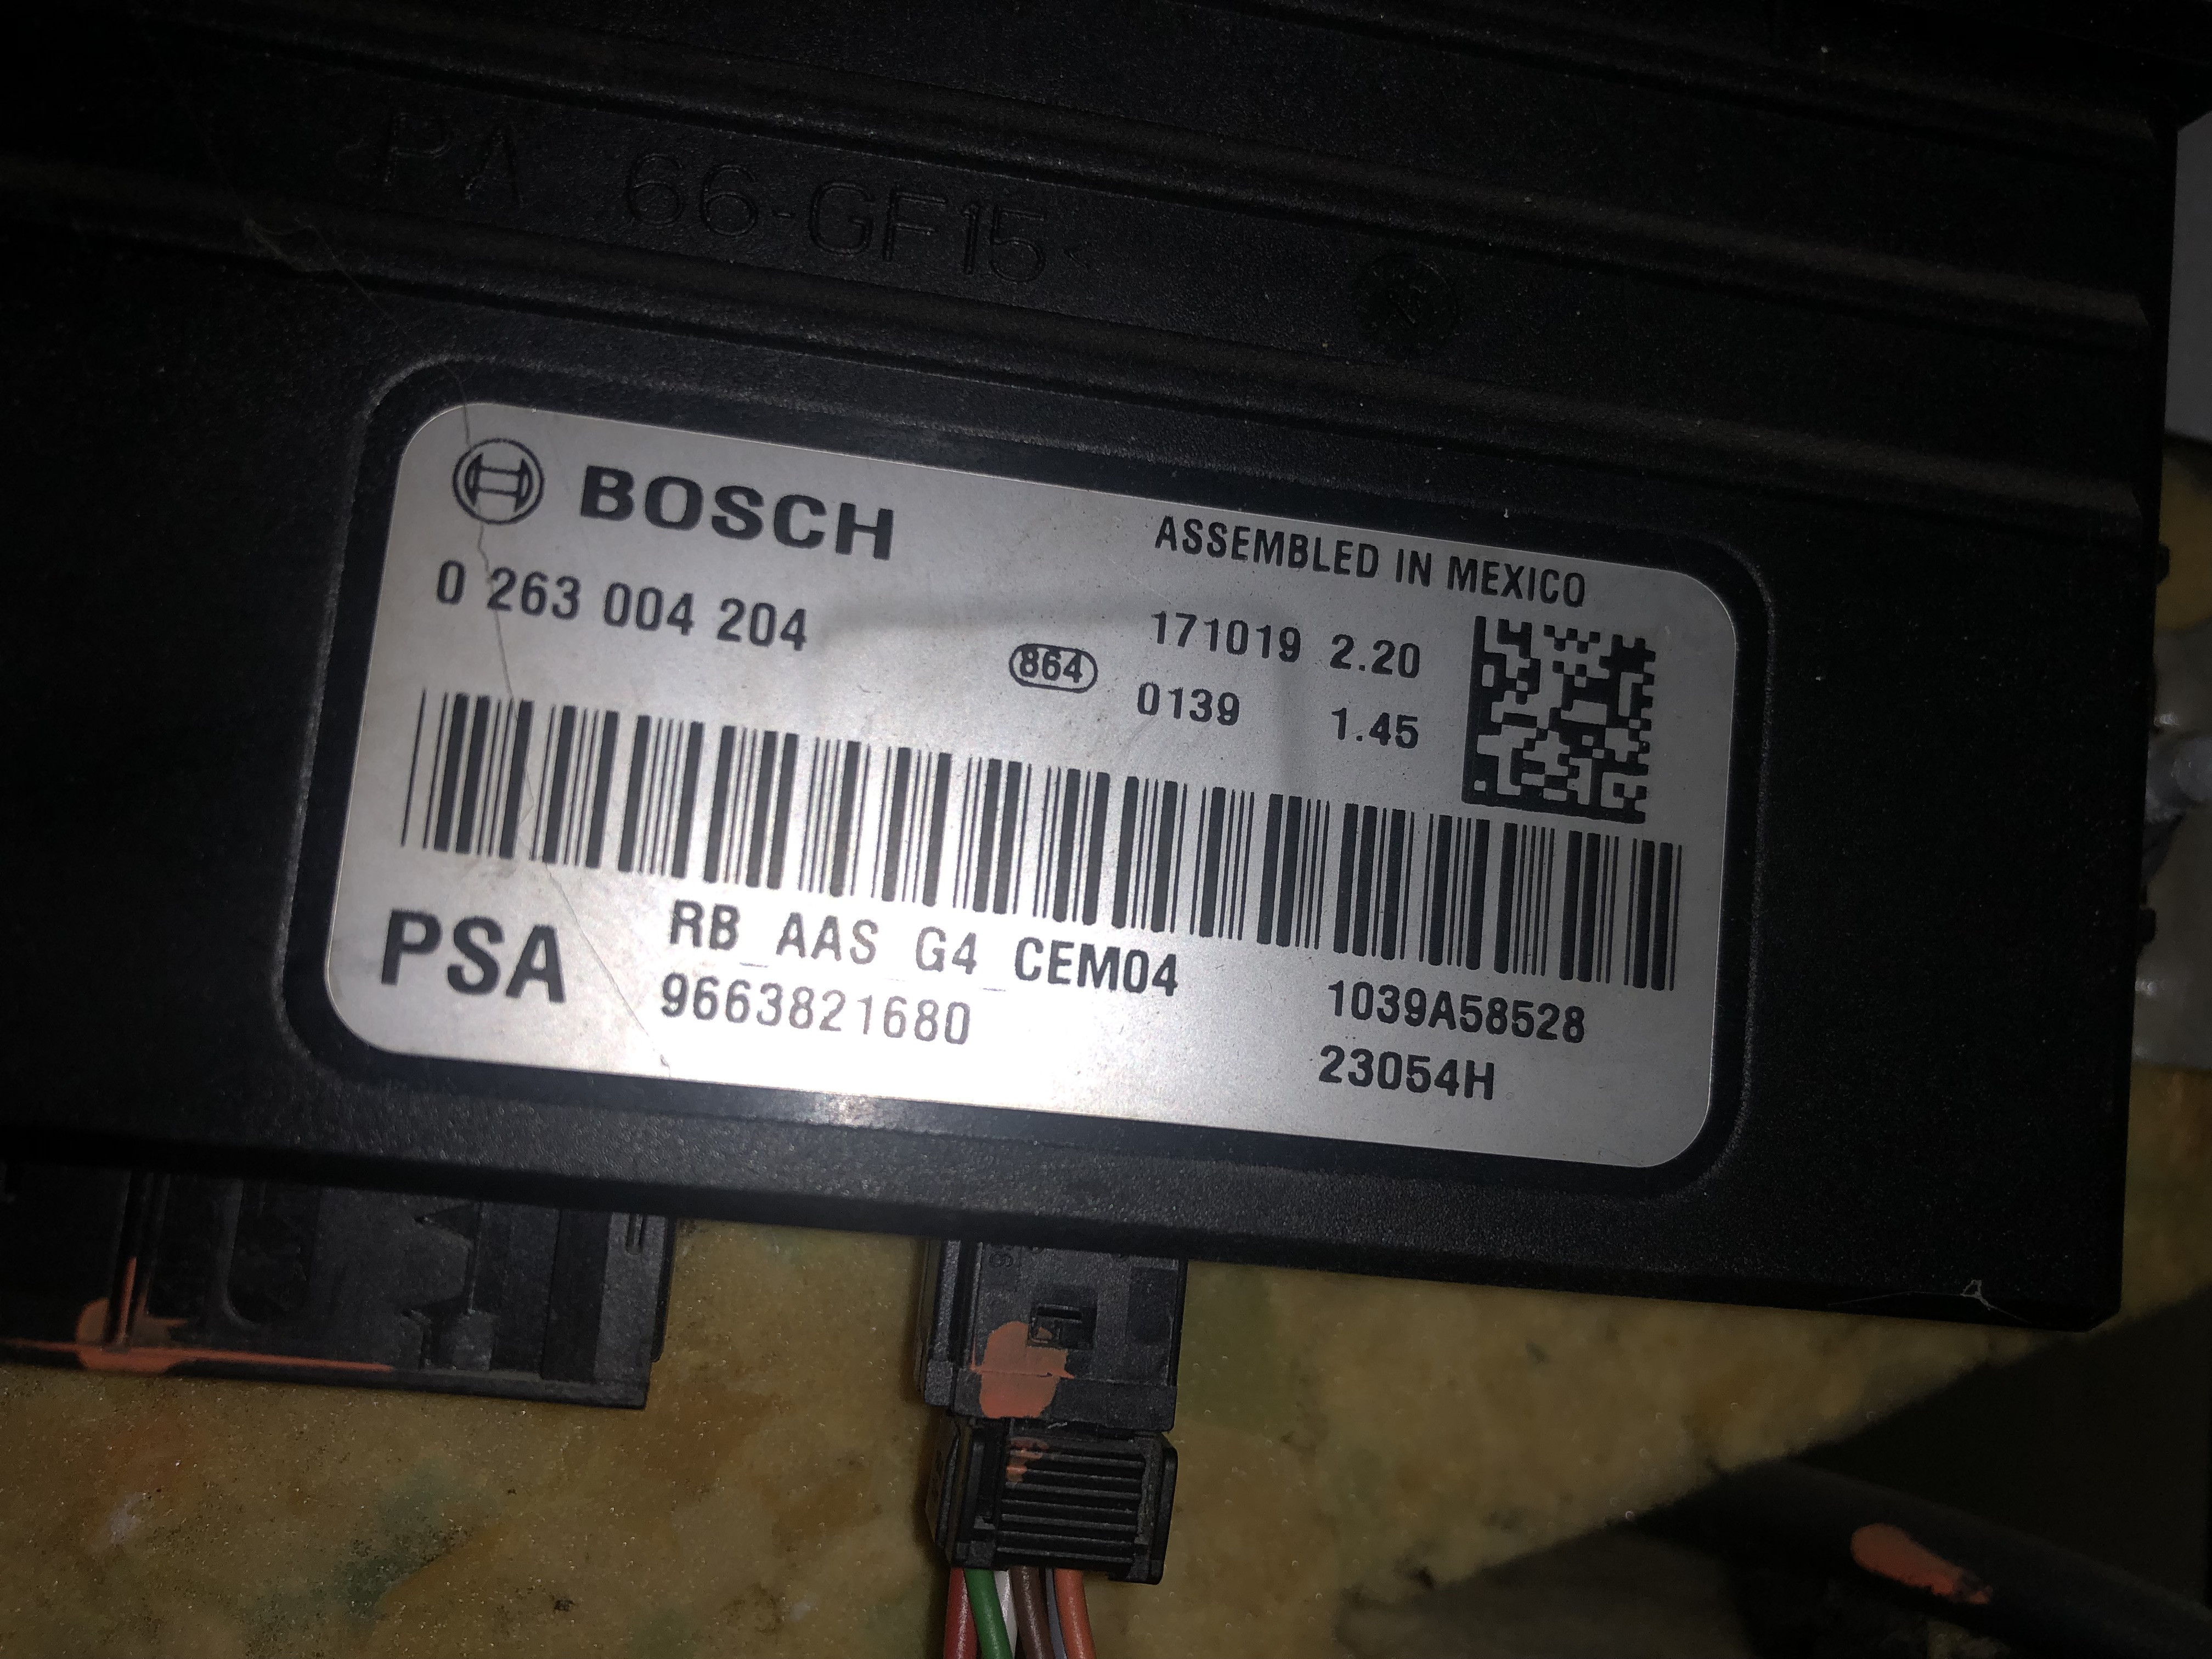 PA 66-GF15<
BOSCH
ASSEMBLED IN MEXICO
0 263 004 204
171019 2.20
864
0139 1.45
PSA
RB_AAS_G4_CEM04
9663821680
1039A58528
23054H